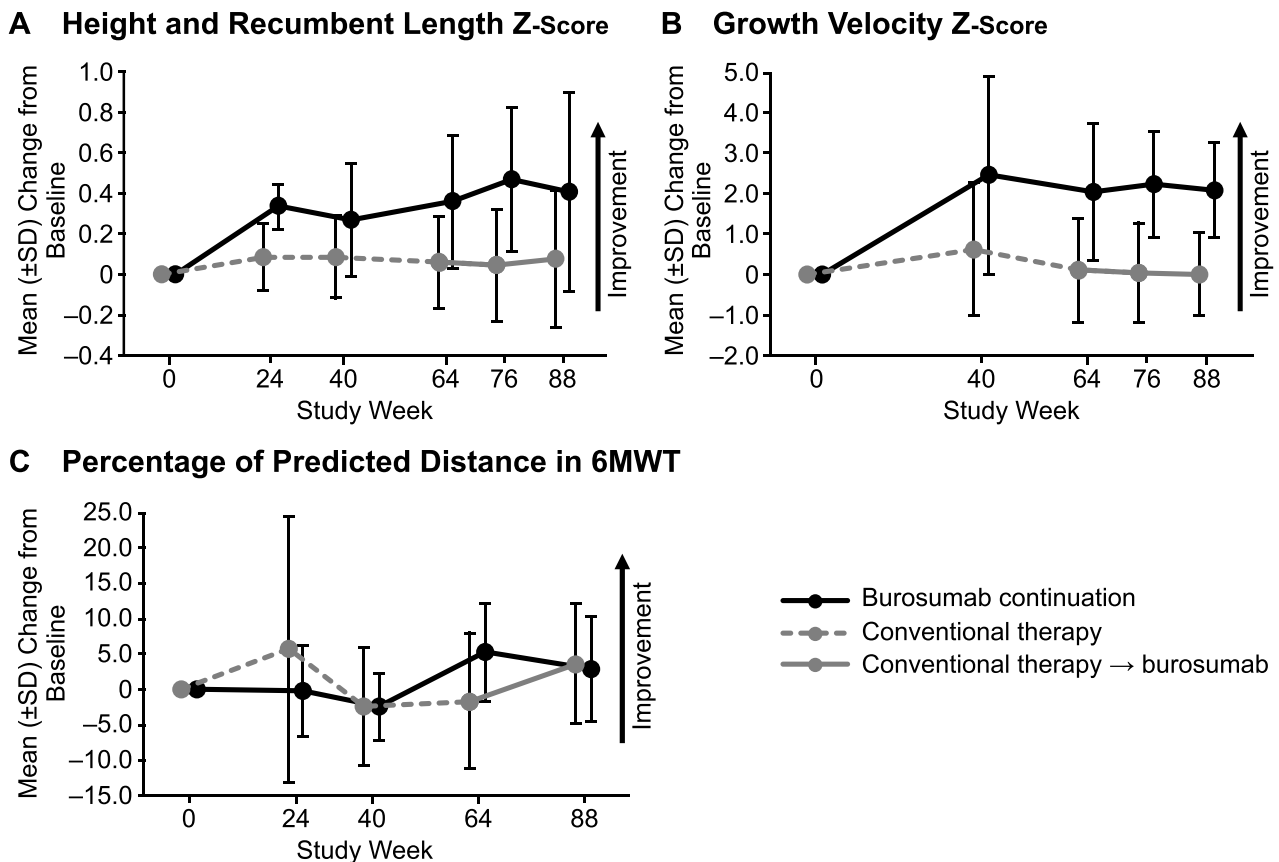 A Height and Recumbent Length Z-Score
Mean (±SD) Change from
Baseline
1.0
0.8
0.6
0.4
0.2
0
–0.2
–0.4
0 24 40 64 76 88
Study Week
Improvement
B Growth Velocity Z-Score
Mean (±SD) Change from
Baseline
5.0
4.0
3.0
2.0
1.0
0
–1.0
–2.0
0 40 64 76 88
Study Week
Improvement
C Percentage of Predicted Distance in 6MWT
Mean (±SD) Change from
Baseline
25.0
20.0
15.0
10.0
5.0
0
–5.0
–10.0
–15.0
0 24 40 64 88
Study Week
Improvement
Burosumab continuation
Conventional therapy
Conventional therapy → burosumab